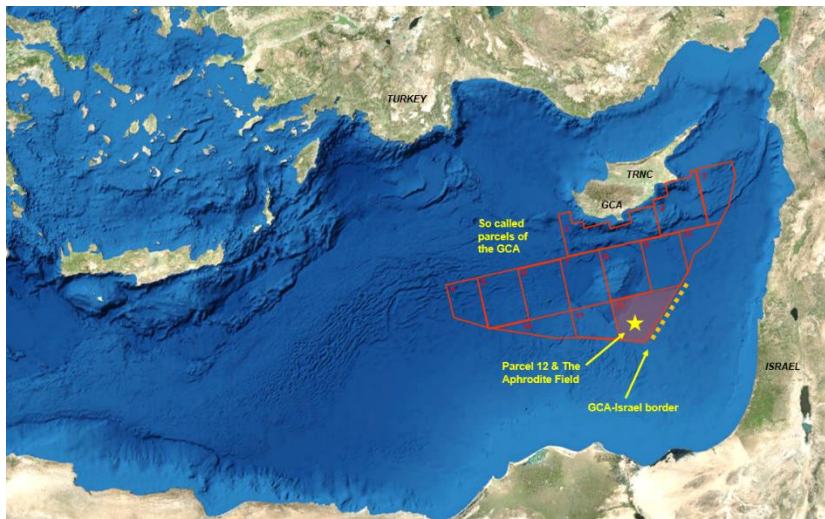 TURKEY
TRNC
GCA
So called
parcels of
the GCA
Parcel 12 & The
Aphrodite Field
GCA-Israel border
ISRAEL